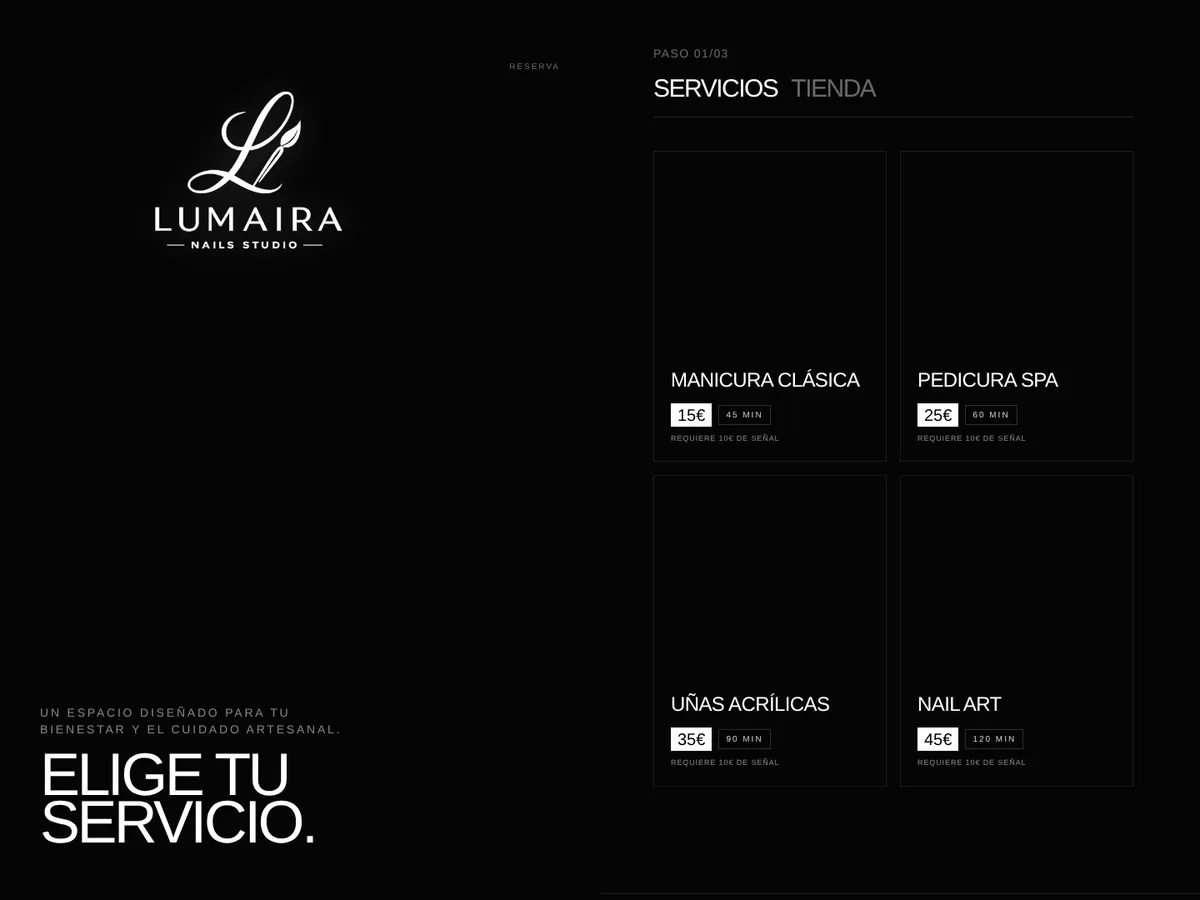 RESERVA
LUMAIRA
NAILS STUDIO
UN ESPACIO DISEÑADO PARA TU
BIENESTAR Y EL CUIDADO ARTESANAL.
ELIGE TU
SERVICIO.
PASO 01/03
SERVICIOS TIENDA
MANICURA CLÁSICA
15€ 45 MIN
REQUIERE 10€ DE SEÑAL
PEDICURA SPA
25€ 60 MIN
REQUIERE 10€ DE SEÑAL
UÑAS ACRÍLICAS
35€ 90 MIN
REQUIERE 10€ DE SEÑAL
NAIL ART
45€ 120 MIN
REQUIERE 10€ DE SEÑAL